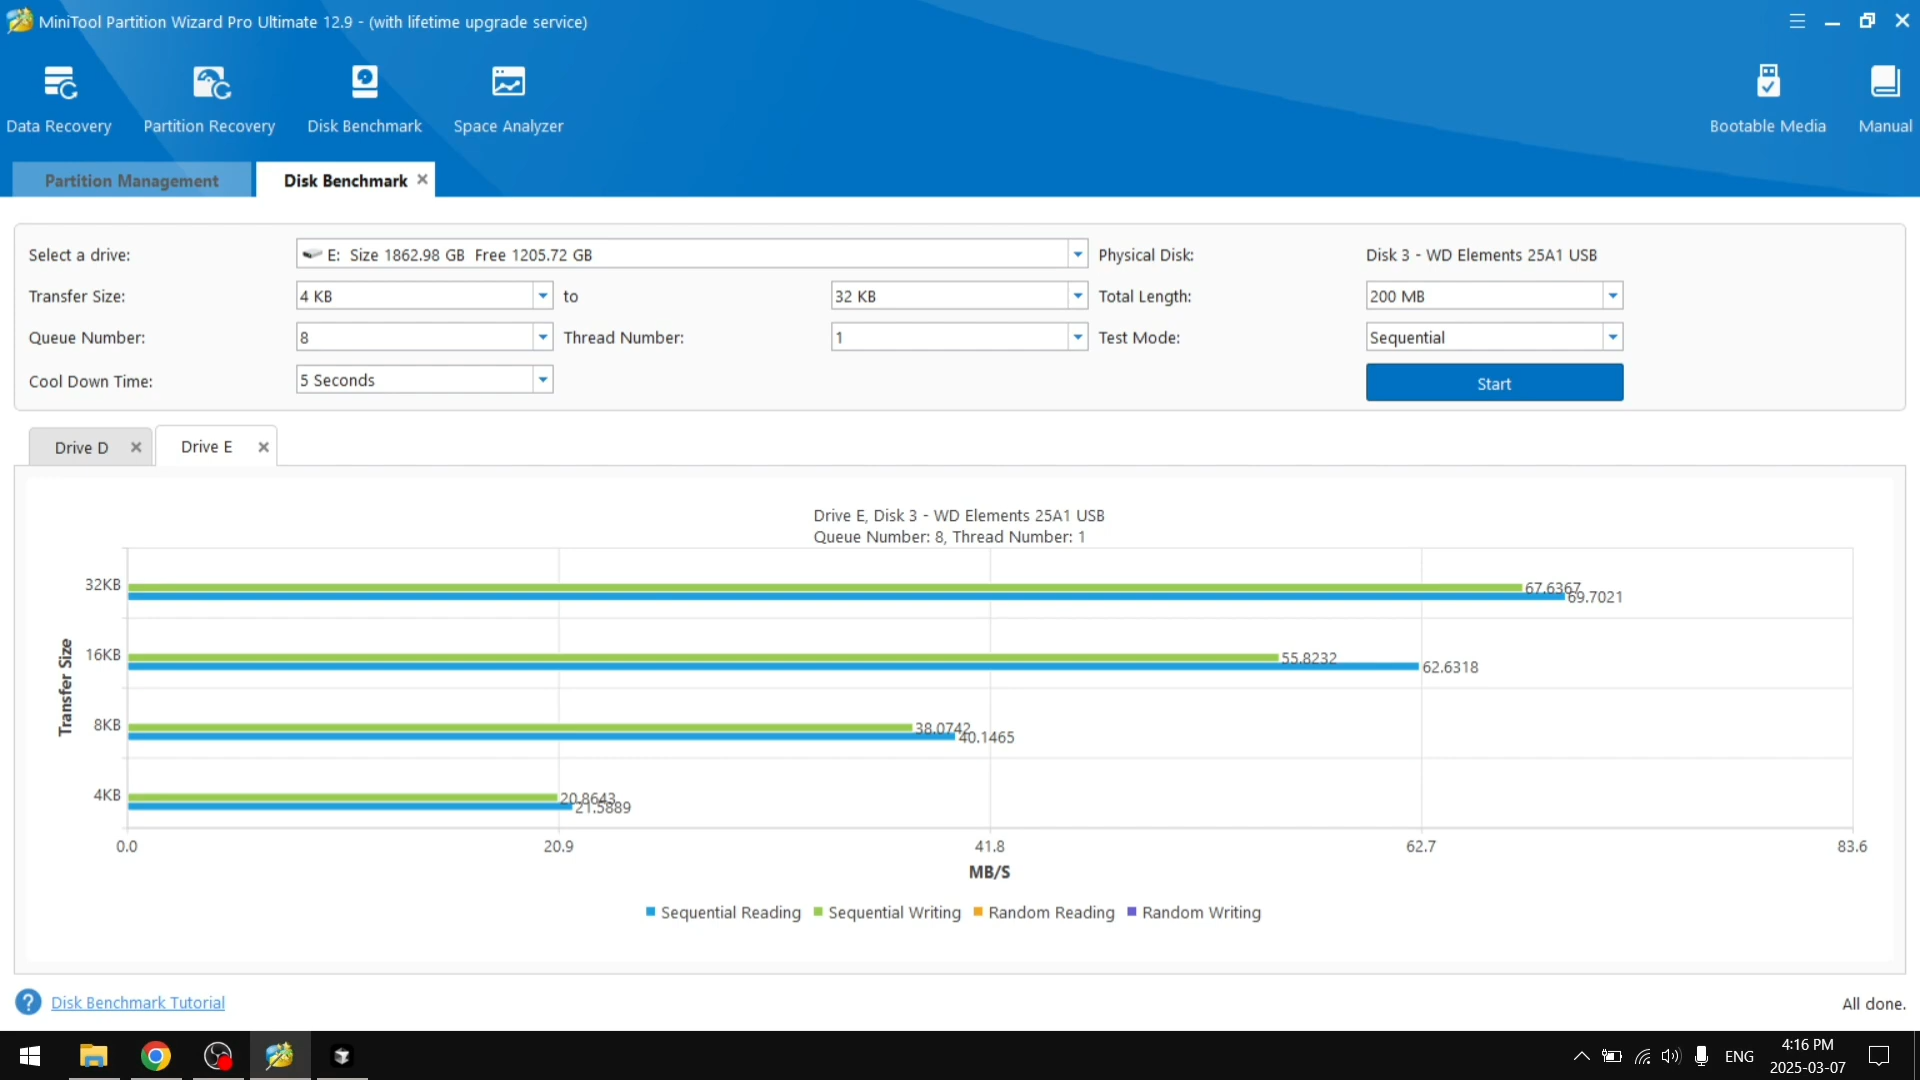 MiniTool Partition Wizard Pro Ultimate 12.9 - (with lifetime upgrade service)
Data Recovery
Partition Recovery
Disk Benchmark
Space Analyzer
Bootable Media
Manual
Partition Management
Disk Benchmark
Select a drive:
E: Size 1862.98 GB Free 1205.72 GB
Physical Disk:
Disk 3 - WD Elements 25A1 USB
Transfer Size:
4 KB
to
32 KB
Total Length:
200 MB
Queue Number:
8
Thread Number:
1
Test Mode:
Sequential
Cool Down Time:
5 Seconds
Start
Drive D
Drive E
Drive E, Disk 3 - WD Elements 25A1 USB
Queue Number: 8, Thread Number: 1
Transfer Size
32KB
67.6367
69.7021
16KB
55.8232
62.6318
8KB
38.0742
40.1465
4KB
20.8643
21.5889
0.0
20.9
41.8
62.7
83.6
MB/S
Sequential Reading
Sequential Writing
Random Reading
Random Writing
Disk Benchmark Tutorial
All done.
ENG
4:16 PM
2025-03-07